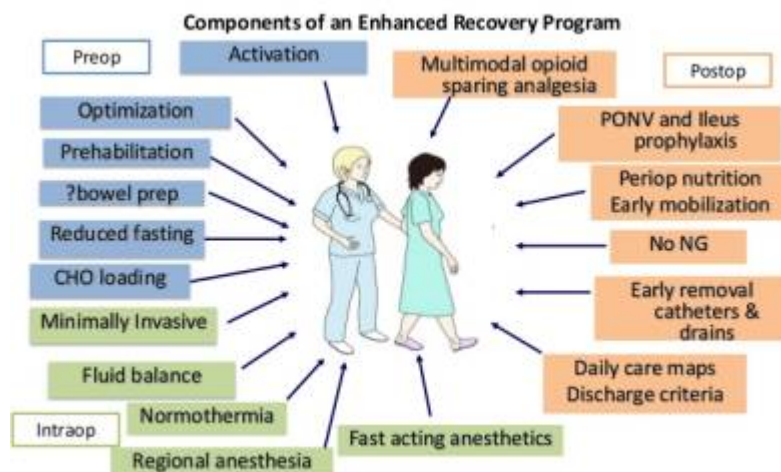 Components of an Enhanced Recovery Program
Preop
Activation
Optimization
Prehabilitation
?bowel prep
Reduced fasting
CHO loading
Minimally Invasive
Fluid balance
Normothermia
Intraop
Regional anesthesia
Fast acting anesthetics
Multimodal opioid
sparing analgesia
Postop
PONV and Ileus
prophylaxis
Periop nutrition
Early mobilization
No NG
Early removal
catheters &
drains
Daily care maps
Discharge criteria